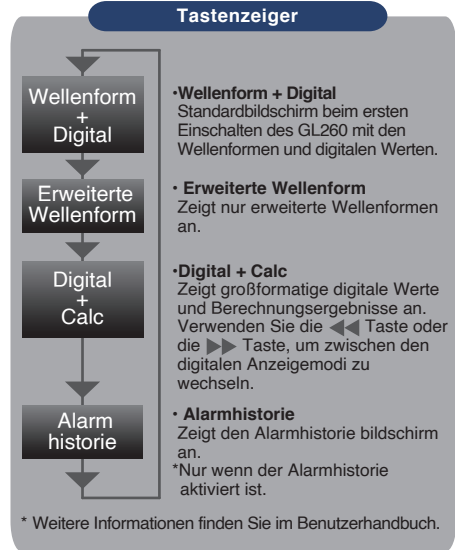 Tastenzeiger
Wellenform
+
Digital
•Wellenform + Digital
Standardbildschirm beim ersten
Einschalten des GL260 mit den
Wellenformen und digitalen Werten.
Erweiterte
Wellenform
• Erweiterte Wellenform
Zeigt nur erweiterte Wellenformen
an.
Digital
+
Calc
•Digital + Calc
Zeigt großformatige digitale Werte
und Berechnungsergebnisse an.
Verwenden Sie die ◀◀ Taste oder
die ▶▶ Taste, um zwischen den
digitalen Anzeigemodi zu
wechseln.
Alarm
historie
• Alarmhistorie
Zeigt den Alarmhistorie bildschirm
an.
*Nur wenn der Alarmhistorie
aktiviert ist.
* Weitere Informationen finden Sie im Benutzerhandbuch.